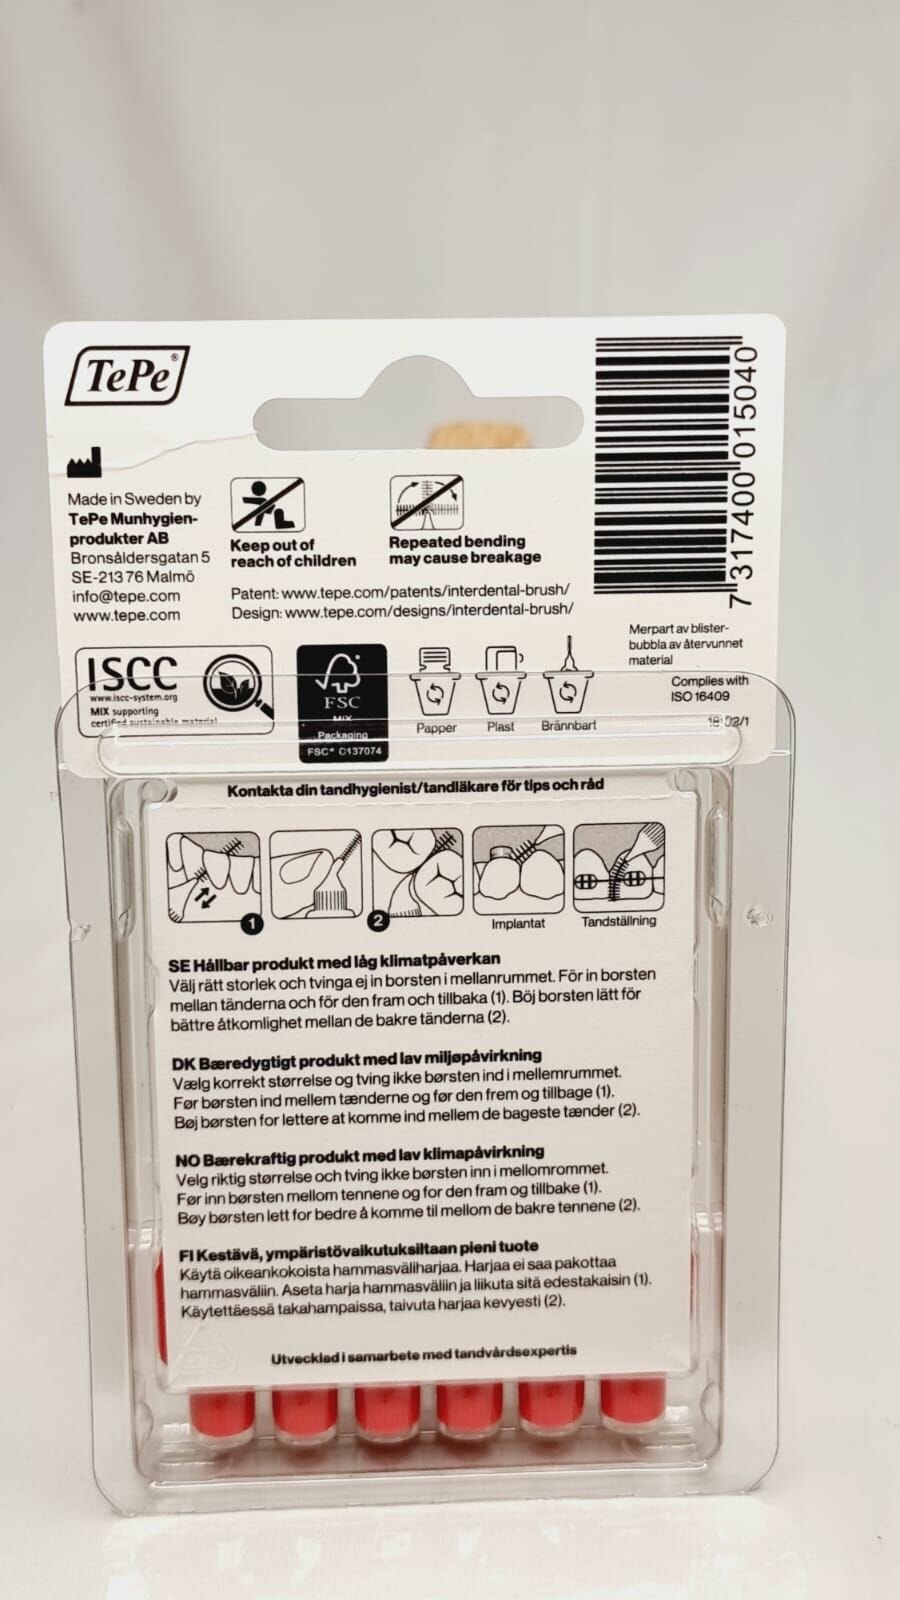 TePe®
7 317400 015040
Made in Sweden by
TePe Munhygien-
produkter AB
Bronsåldersgatan 5
SE-213 76 Malmö
info@tepe.com
www.tepe.com
Keep out of
reach of children
Repeated bending
may cause breakage
Patent: www.tepe.com/patents/interdental-brush/
Design: www.tepe.com/designs/interdental-brush/
ISCC
www.iscc-system.org
MIX supporting
certified sustainable material
FSC
MIX
Packaging
FSC® C137074
Papper
Plast
Brännbart
Merpart av blister-
bubbla av återvunnet
material
Complies with
ISO 16409
Kontakta din tandhygienist/tandläkare för tips och råd
1
2
Implantat
Tandställning
SE Hållbar produkt med låg klimatpåverkan
Välj rätt storlek och tvinga ej in borsten i mellanrummet. För in borsten
mellan tänderna och för den fram och tillbaka (1). Böj borsten lätt för
bättre åtkomlighet mellan de bakre tänderna (2).
DK Bæredygtigt produkt med lav miljøpåvirkning
Vælg korrekt størrelse og tving ikke børsten ind i mellemrummet.
Før børsten ind mellem tænderne og før den frem og tillbage (1).
Bøj børsten for lettere at komme ind mellem de bageste tænder (2).
NO Bærekraftig produkt med lav klimapåvirkning
Velg riktig størrelse och tving ikke børsten inn i mellomrommet.
Før inn børsten mellom tennene og for den fram og tillbake (1).
Bøy børsten lett for bedre å komme til mellom de bakre tennene (2).
FI Kestävä, ympäristövaikutuksiltaan pieni tuote
Käytä oikeankokoista hammasväliharjaa. Harjaa ei saa pakottaa
hammasväliin. Aseta harja hammasväliin ja liikuta sitä edestakaisin (1).
Käytettäessä takahampaissa, taivuta harjaa kevyesti (2).
Utvecklad i samarbete med tandvårdsexpertis